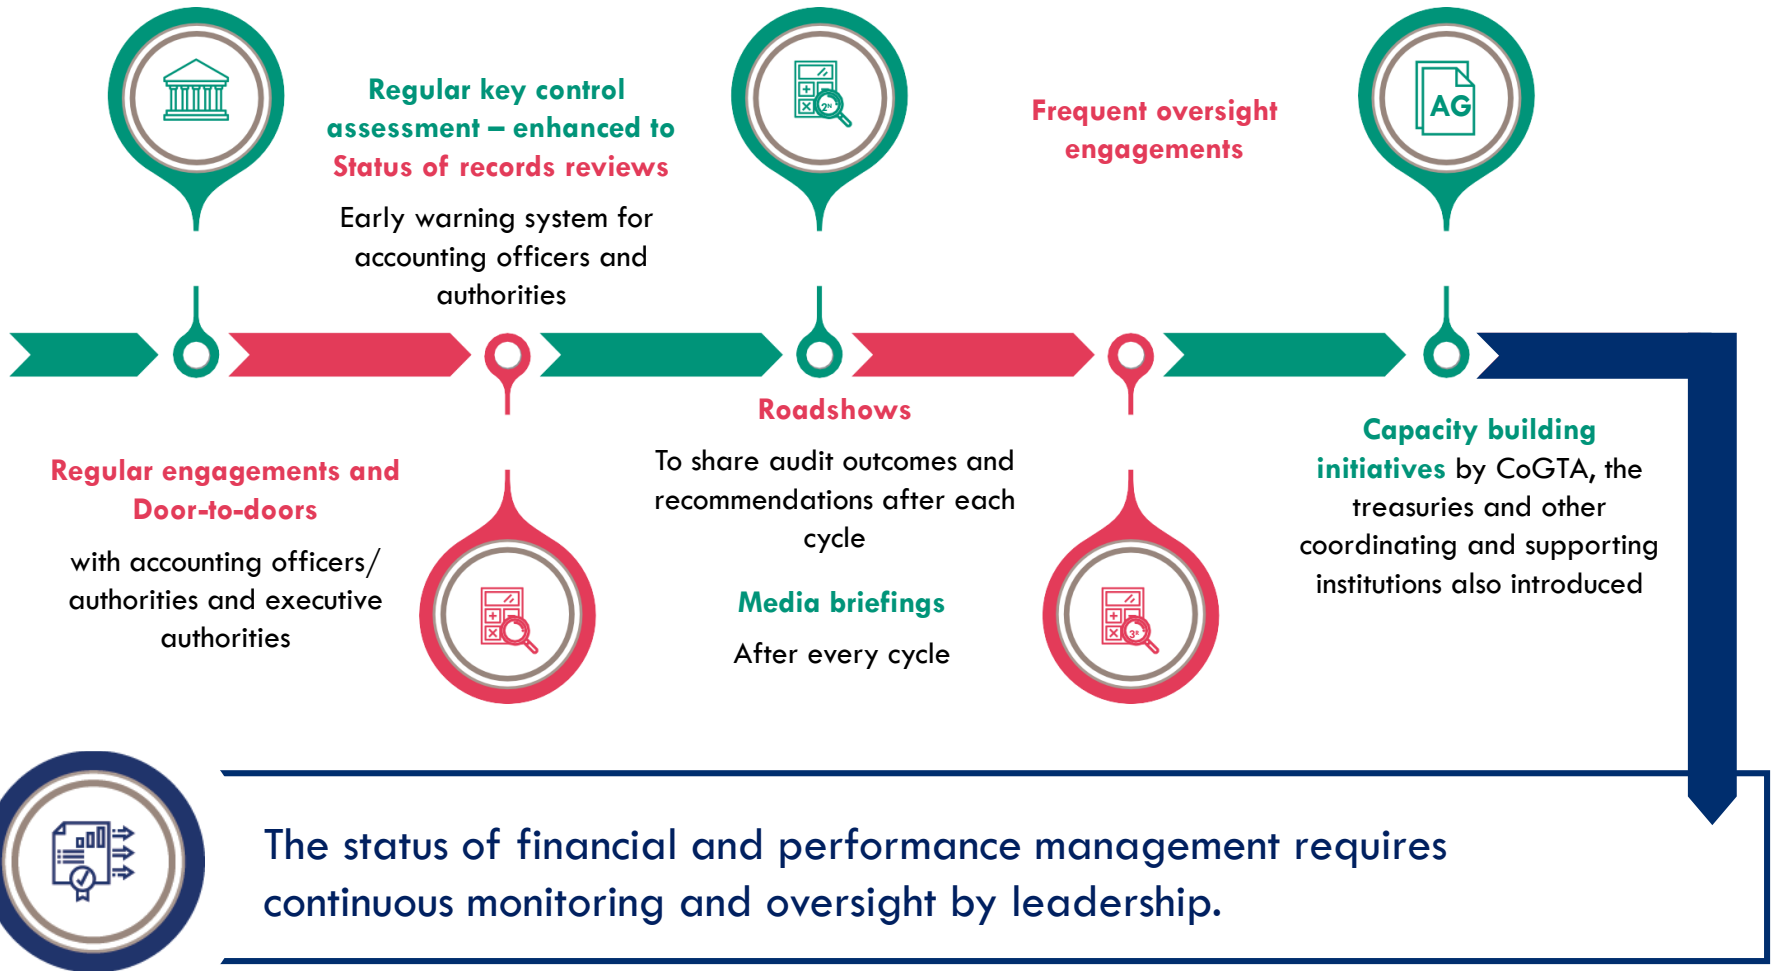 Regular key control
assessment – enhanced to
Status of records reviews
Early warning system for
accounting officers and
authorities
Frequent oversight
engagements
AG
Regular engagements and
Door-to-doors
with accounting officers/
authorities and executive
authorities
Roadshows
To share audit outcomes and
recommendations after each
cycle
Media briefings
After every cycle
Capacity building
initiatives by CoGTA, the
treasuries and other
coordinating and supporting
institutions also introduced
The status of financial and performance management requires
continuous monitoring and oversight by leadership.